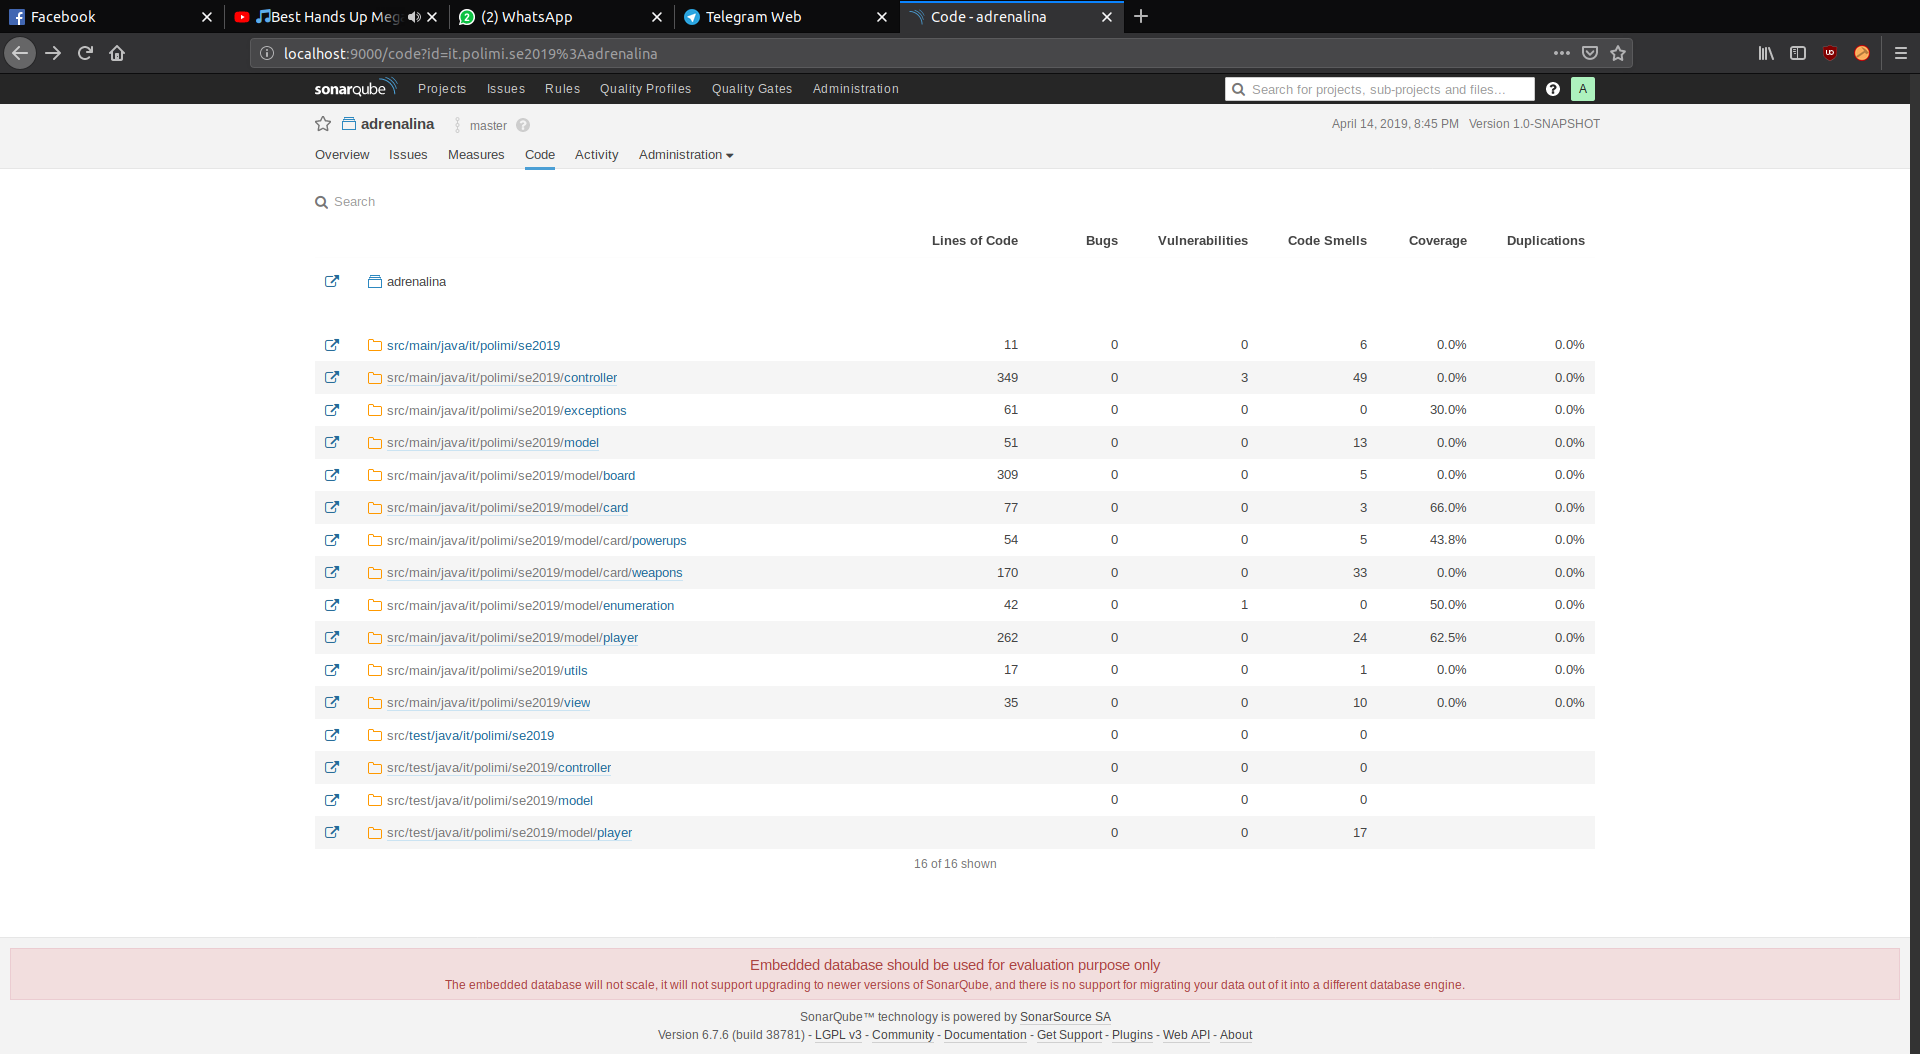 Facebook
Best Hands Up Meg
(2) WhatsApp
Telegram Web
Code - adrenalina
localhost:9000/code?id=it.polimi.se2019%3Aadrenalina
sonarqube Projects Issues Rules Quality Profiles Quality Gates Administration
Search for projects, sub-projects and files...
A
adrenalina master
April 14, 2019, 8:45 PM Version 1.0-SNAPSHOT
Overview Issues Measures Code Activity Administration
Search
Lines of Code Bugs Vulnerabilities Code Smells Coverage Duplications
adrenalina
src/main/java/it/polimi/se2019 11 0 0 6 0.0% 0.0%
src/main/java/it/polimi/se2019/controller 349 0 3 49 0.0% 0.0%
src/main/java/it/polimi/se2019/exceptions 61 0 0 0 30.0% 0.0%
src/main/java/it/polimi/se2019/model 51 0 0 13 0.0% 0.0%
src/main/java/it/polimi/se2019/model/board 309 0 0 5 0.0% 0.0%
src/main/java/it/polimi/se2019/model/card 77 0 0 3 66.0% 0.0%
src/main/java/it/polimi/se2019/model/card/powerups 54 0 0 5 43.8% 0.0%
src/main/java/it/polimi/se2019/model/card/weapons 170 0 0 33 0.0% 0.0%
src/main/java/it/polimi/se2019/model/enumeration 42 0 1 0 50.0% 0.0%
src/main/java/it/polimi/se2019/model/player 262 0 0 24 62.5% 0.0%
src/main/java/it/polimi/se2019/utils 17 0 0 1 0.0% 0.0%
src/main/java/it/polimi/se2019/view 35 0 0 10 0.0% 0.0%
src/test/java/it/polimi/se2019 0 0 0
src/test/java/it/polimi/se2019/controller 0 0 0
src/test/java/it/polimi/se2019/model 0 0 0
src/test/java/it/polimi/se2019/model/player 0 0 17
16 of 16 shown
Embedded database should be used for evaluation purpose only
The embedded database will not scale, it will not support upgrading to newer versions of SonarQube, and there is no support for migrating your data out of it into a different database engine.
SonarQube™ technology is powered by SonarSource SA
Version 6.7.6 (build 38781) - LGPL v3 - Community - Documentation - Get Support - Plugins - Web API - About